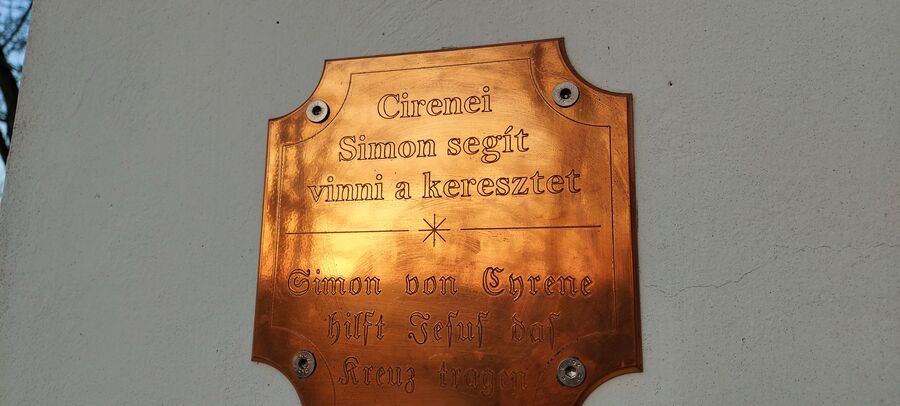 Cirenei
Simon segít
vinni a keresztet
Simon von Cyrene
hilft Jeſuſ daſ
Kreuz tragen